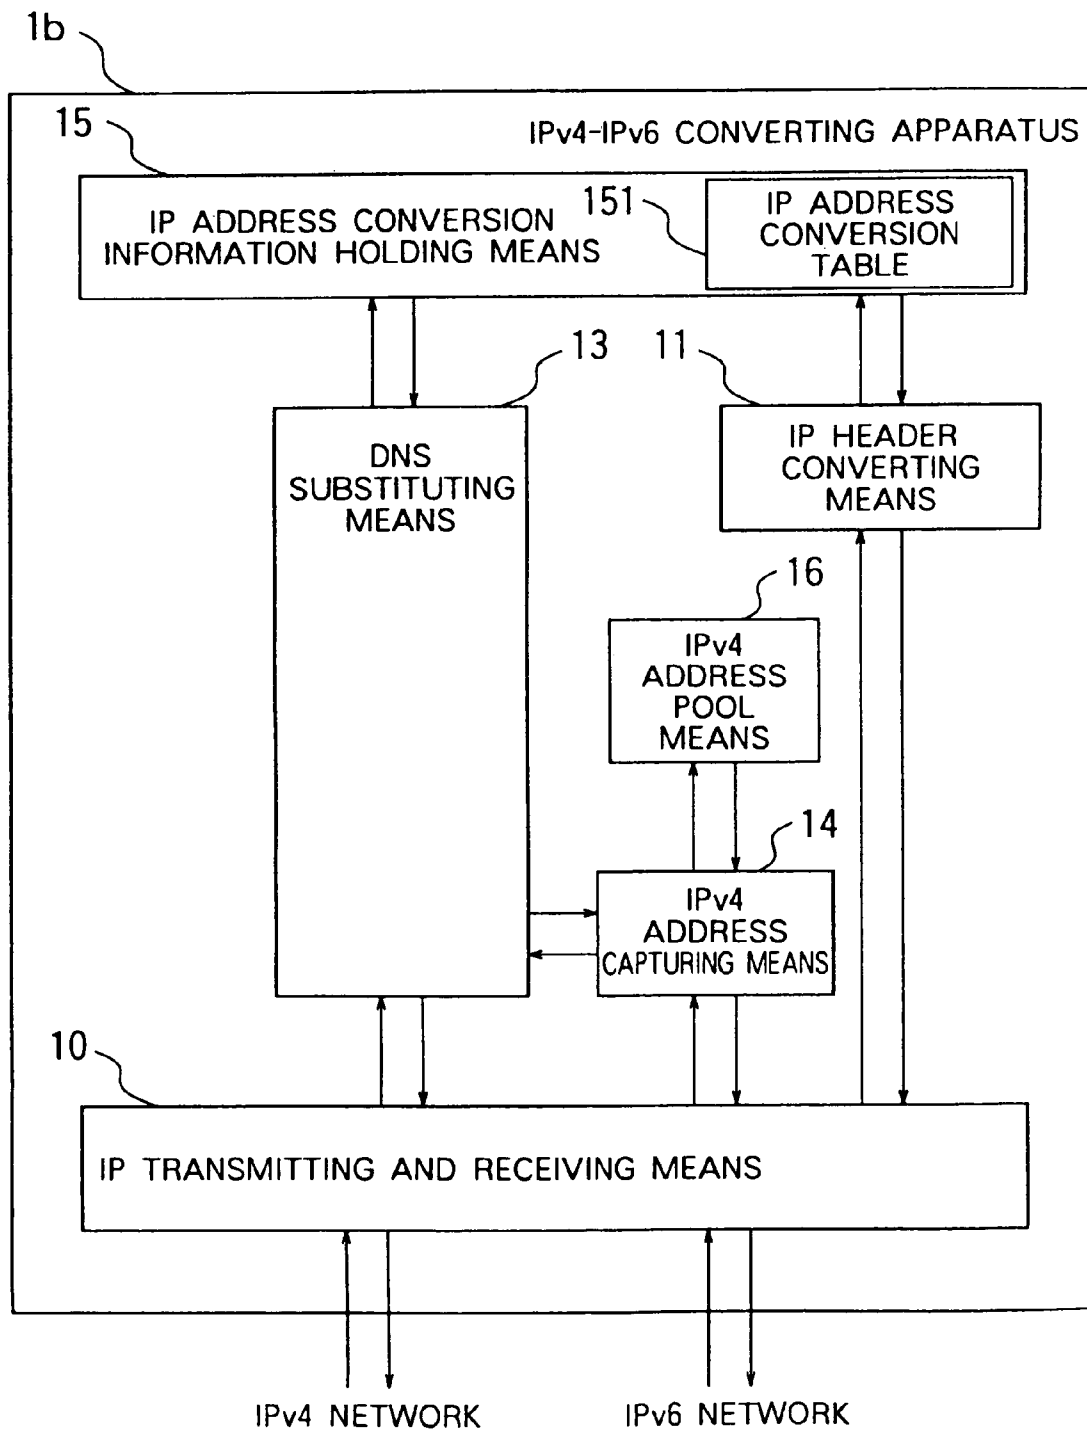 1b
15
IPv4-IPv6 CONVERTING APPARATUS
IP ADDRESS CONVERSION
INFORMATION HOLDING MEANS
151
IP ADDRESS
CONVERSION
TABLE
13
11
DNS
SUBSTITUTING
MEANS
IP HEADER
CONVERTING
MEANS
16
IPv4
ADDRESS
POOL
MEANS
14
IPv4
ADDRESS
CAPTURING MEANS
10
IP TRANSMITTING AND RECEIVING MEANS
IPv4 NETWORK
IPv6 NETWORK